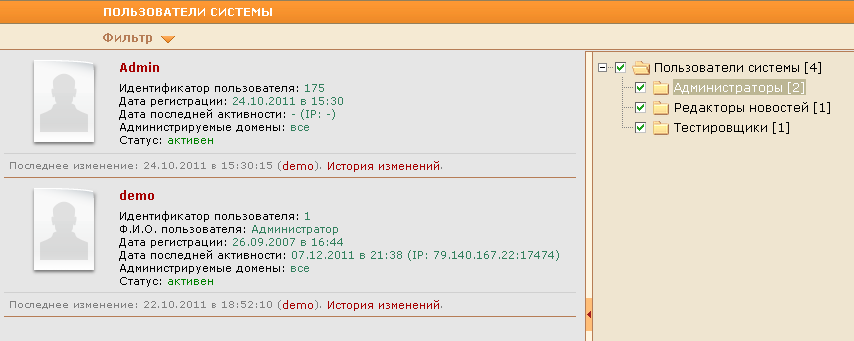 ПОЛЬЗОВАТЕЛИ СИСТЕМЫ
Фильтр
Admin
Идентификатор пользователя: 175
Дата регистрации: 24.10.2011 в 15:30
Дата последней активности: - (IP: -)
Администрируемые домены: все
Статус: активен
Последнее изменение: 24.10.2011 в 15:30:15 (demo). История изменений.
demo
Идентификатор пользователя: 1
Ф.И.О. пользователя: Администратор
Дата регистрации: 26.09.2007 в 16:44
Дата последней активности: 07.12.2011 в 21:38 (IP: 79.140.167.22:17474)
Администрируемые домены: все
Статус: активен
Последнее изменение: 22.10.2011 в 18:52:10 (demo). История изменений.
Пользователи системы [4]
Администраторы [2]
Редакторы новостей [1]
Тестировщики [1]